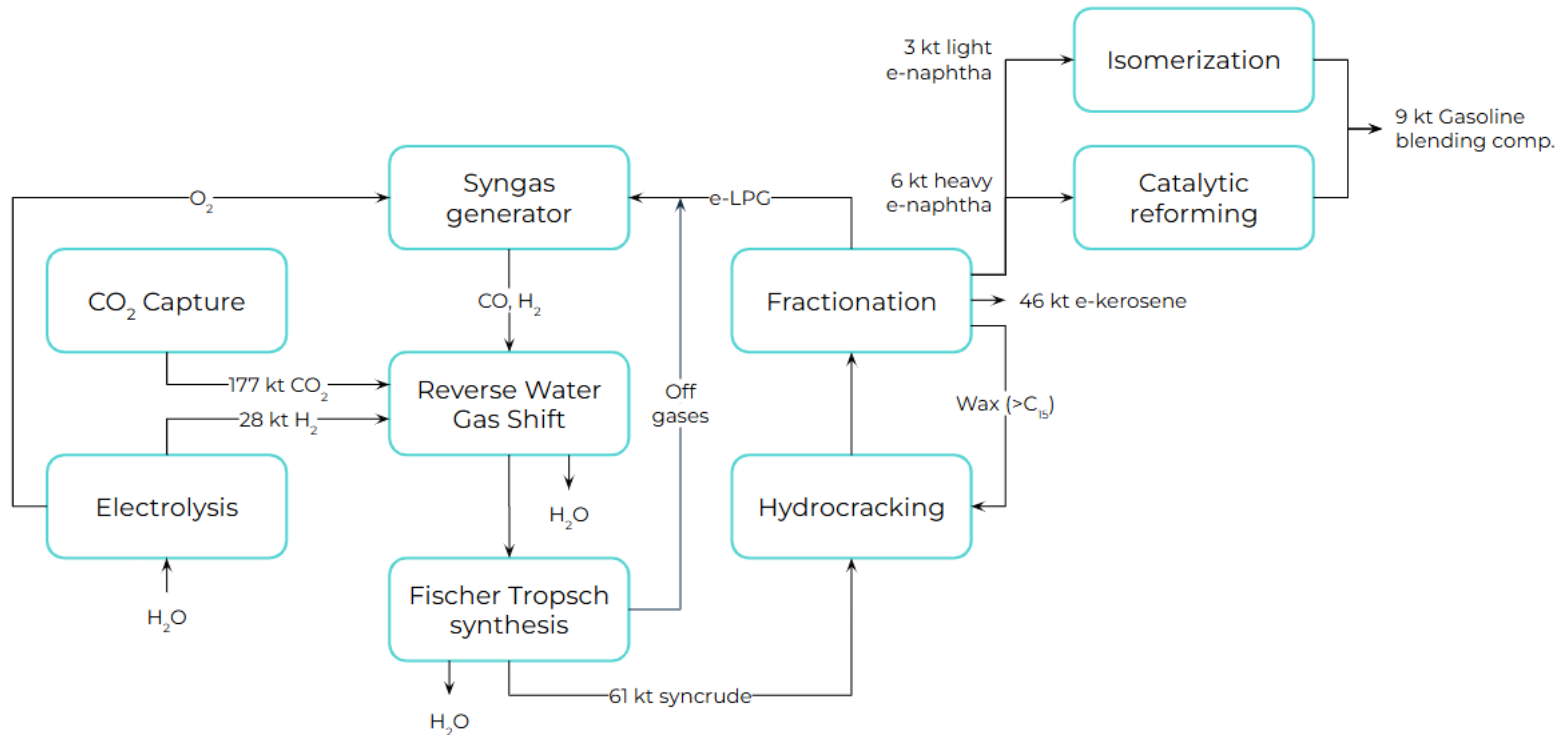 3 kt light
e-naphtha
Isomerization
9 kt Gasoline
blending comp.
6 kt heavy
e-naphtha
Catalytic
reforming
O₂
Syngas
generator
e-LPG
CO₂ Capture
CO, H₂
Fractionation
46 kt e-kerosene
177 kt CO₂
28 kt H₂
Reverse Water
Gas Shift
Off
gases
Wax (>C₁₅)
Electrolysis
H₂O
Hydrocracking
H₂O
Fischer Tropsch
synthesis
61 kt syncrude
H₂O